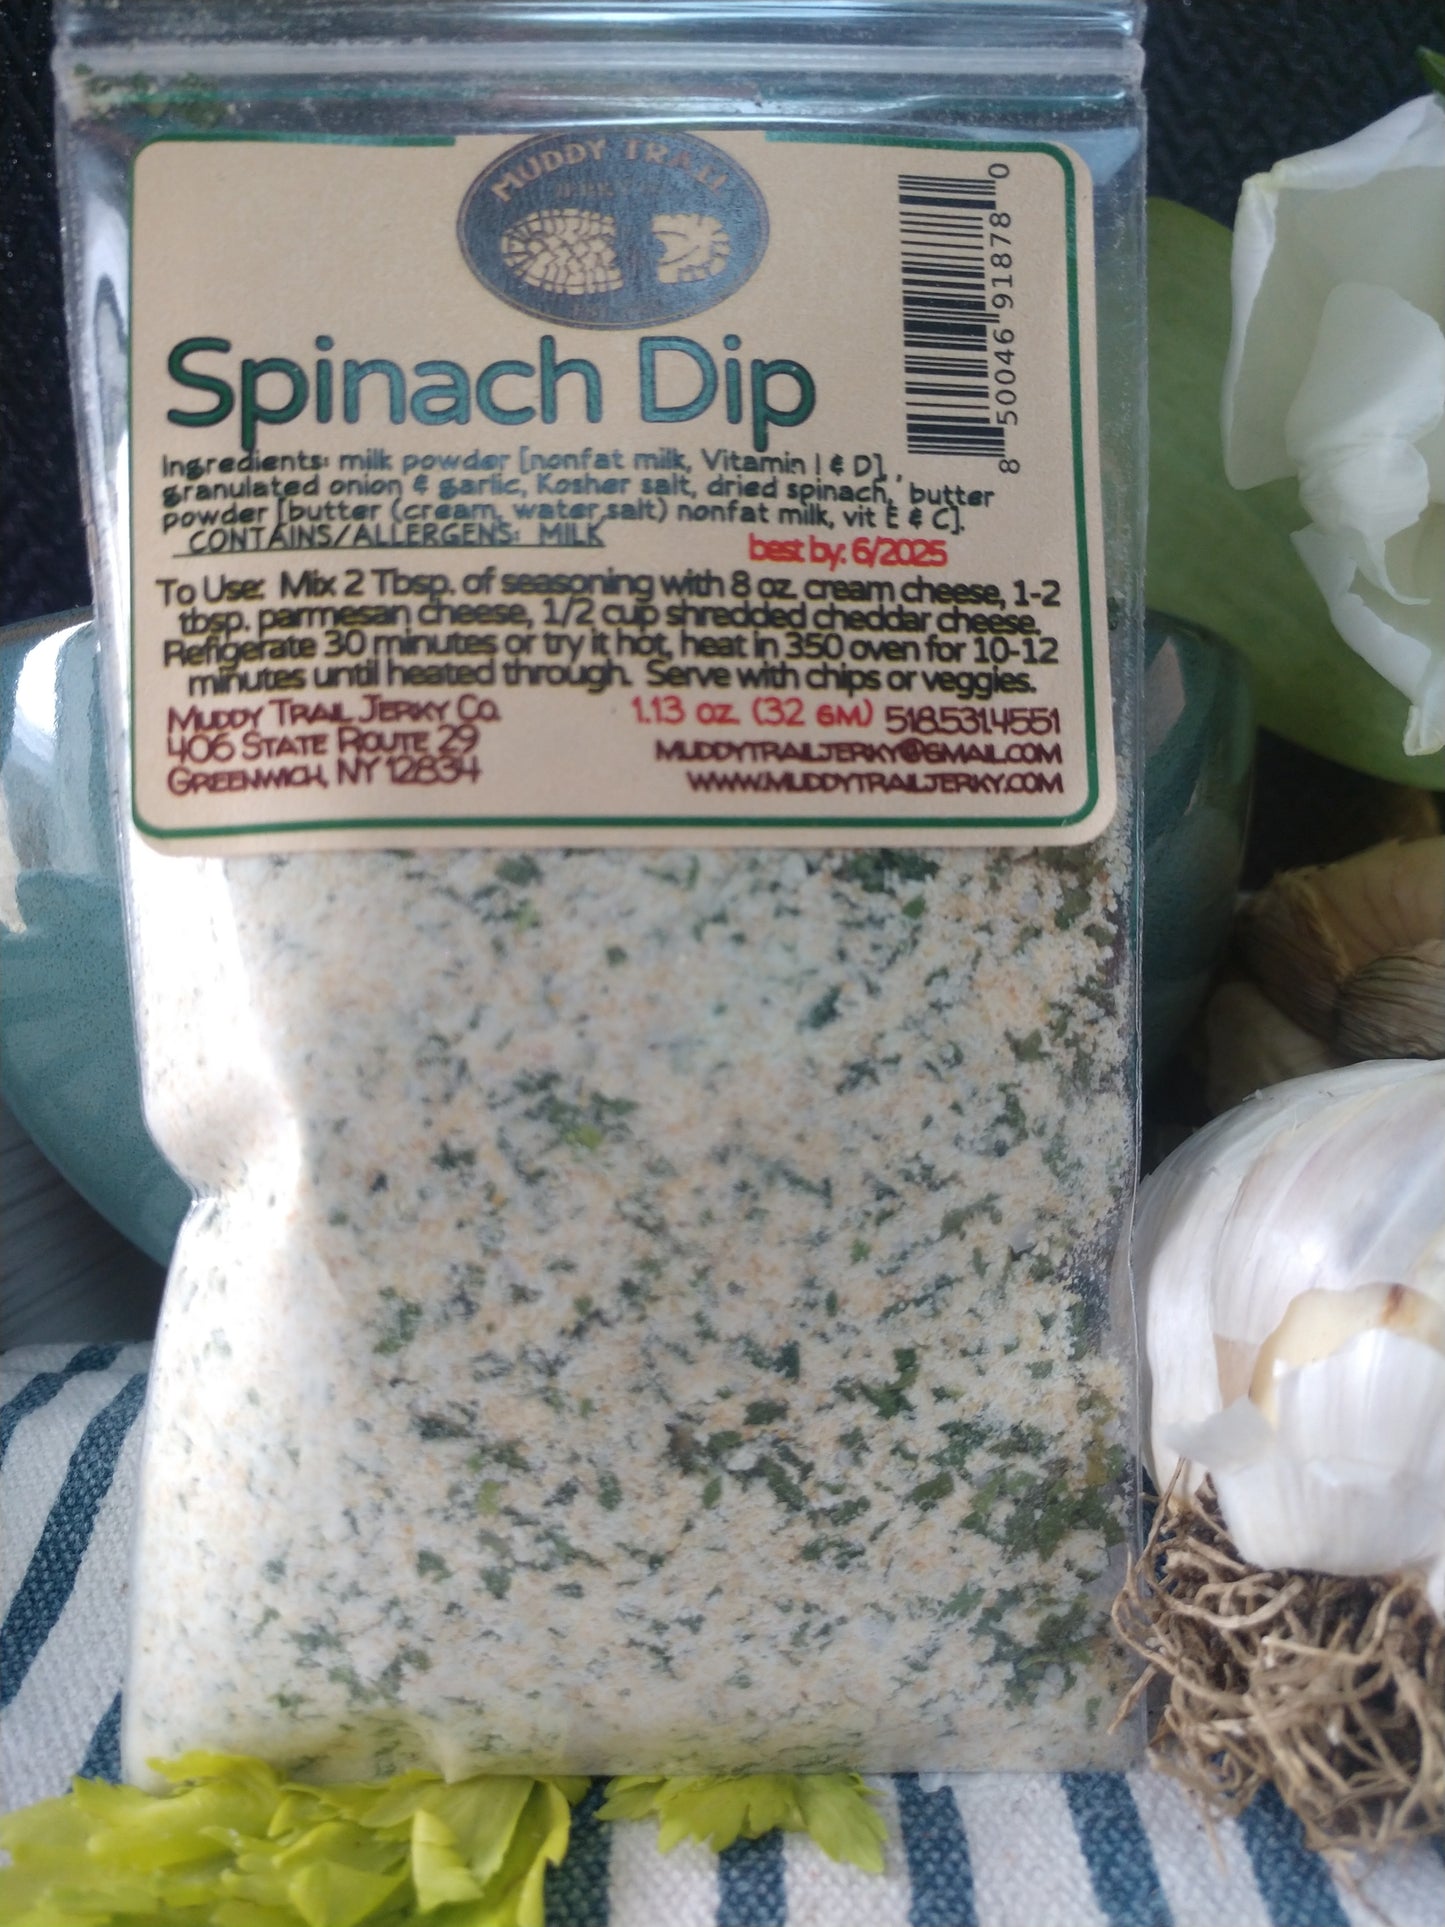 MUDDY TRAIL
JERKY CO
Spinach Dip
8 50046 91878 0
Ingredients: milk powder [nonfat milk, Vitamin ! & D] ,
granulated onion & garlic, Kosher salt, dried spinach, butter
powder [butter (cream, water,salt) nonfat milk, vit E & C].
CONTAINS/ALLERGENS: MILK
best by: 6/2025
To Use: Mix 2 Tbsp. of seasoning with 8 oz. cream cheese, 1-2
tbsp. parmesan cheese, 1/2 cup shredded cheddar cheese.
Refigerate 30 minutes or try it hot, heat in 350 oven for 10-12
minutes until heated through. Serve with chips or veggies.
MUDDY TRAIL JERKY CO.
406 STATE ROUTE 29
GREENWICH, NY 12834
1.13 OZ. (32 GM)
518.531.4551
MUDDYTRAILJERKY@GMAIL.COM
WWW.MUDDYTRAILJERKY.COM